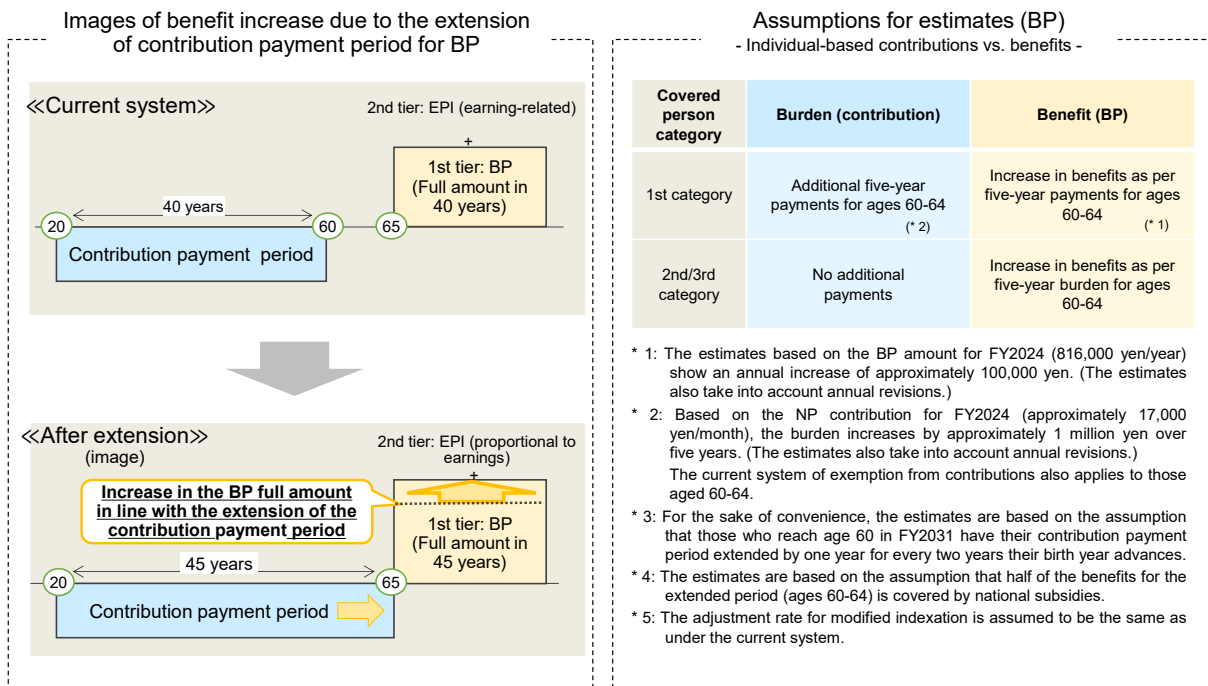 Images of benefit increase due to the extension
of contribution payment period for BP
≪Current system≫
2nd tier: EPI (earning-related)
+
1st tier: BP
(Full amount in
40 years)
40 years
20
60
65
Contribution payment period
≪After extension≫
(image)
2nd tier: EPI (proportional to
earnings)
+
Increase in the BP full amount
in line with the extension of the
contribution payment period
1st tier: BP
(Full amount in
45 years)
45 years
20
65
Contribution payment period
Assumptions for estimates (BP)
- Individual-based contributions vs. benefits -
Covered
person
category
Burden (contribution)
Benefit (BP)
1st category
Additional five-year
payments for ages 60-64
(* 2)
Increase in benefits as per
five-year payments for ages
60-64
(* 1)
2nd/3rd
category
No additional
payments
Increase in benefits as per
five-year burden for ages
60-64
* 1: The estimates based on the BP amount for FY2024 (816,000 yen/year)
show an annual increase of approximately 100,000 yen. (The estimates
also take into account annual revisions.)
* 2: Based on the NP contribution for FY2024 (approximately 17,000
yen/month), the burden increases by approximately 1 million yen over
five years. (The estimates also take into account annual revisions.)
The current system of exemption from contributions also applies to those
aged 60-64.
* 3: For the sake of convenience, the estimates are based on the assumption
that those who reach age 60 in FY2031 have their contribution payment
period extended by one year for every two years their birth year advances.
* 4: The estimates are based on the assumption that half of the benefits for the
extended period (ages 60-64) is covered by national subsidies.
* 5: The adjustment rate for modified indexation is assumed to be the same as
under the current system.